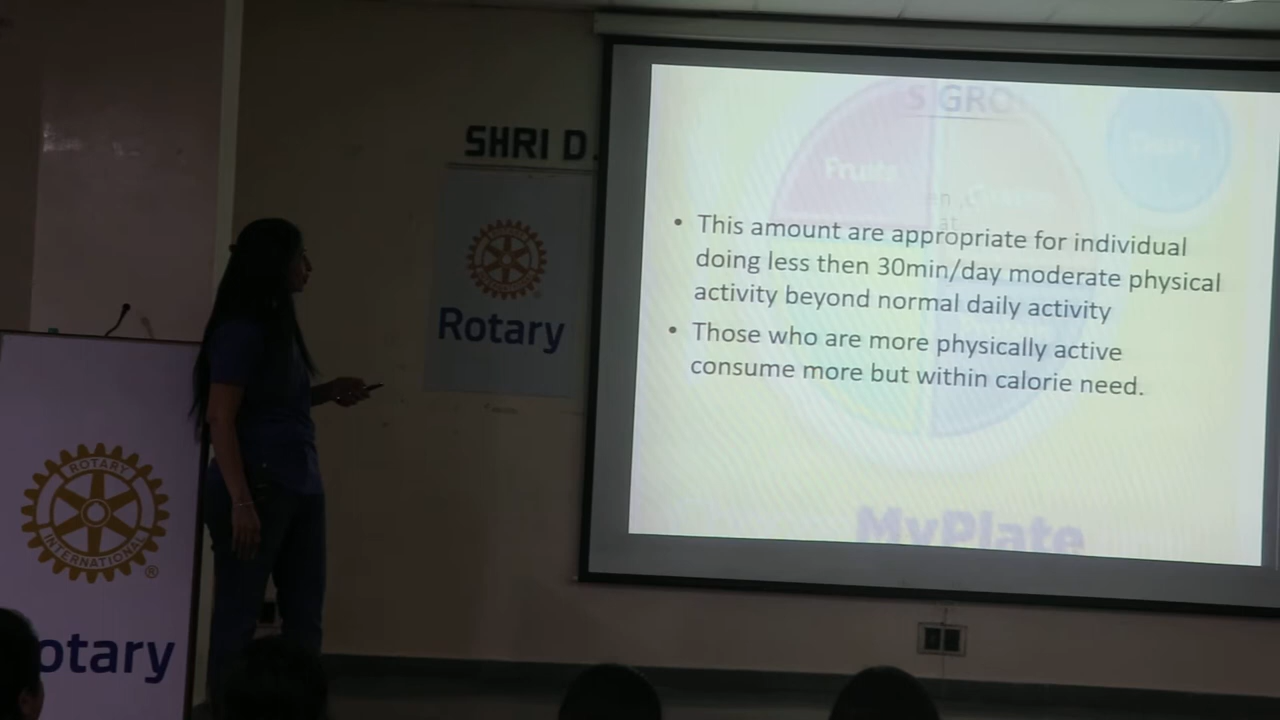 SHRI D.
Rotary
ROTARY
INTERNATIONAL
®
otary
S GRO
Fruits
• This amount are appropriate for individual
doing less then 30min/day moderate physical
activity beyond normal daily activity
• Those who are more physically active
consume more but within calorie need.
MyPlate